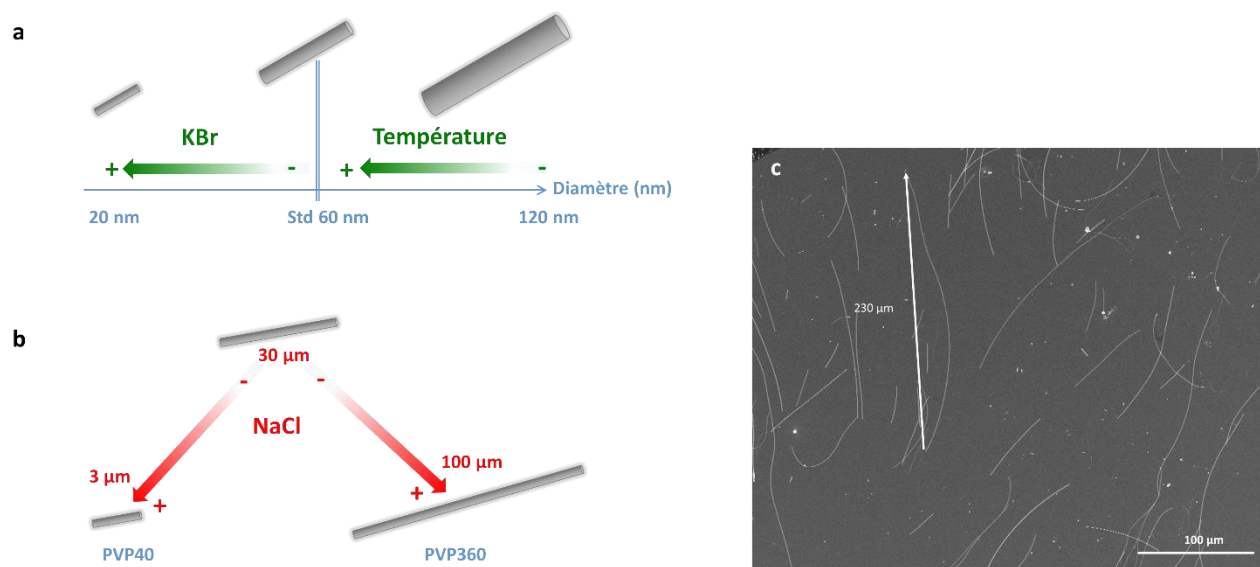 a
KBr
Température
+
-
+
-
Diamètre (nm)
20 nm
Std 60 nm
120 nm
b
30 µm
-
-
NaCl
3 µm
100 µm
+
+
PVP40
PVP360
c
230 µm
100 µm